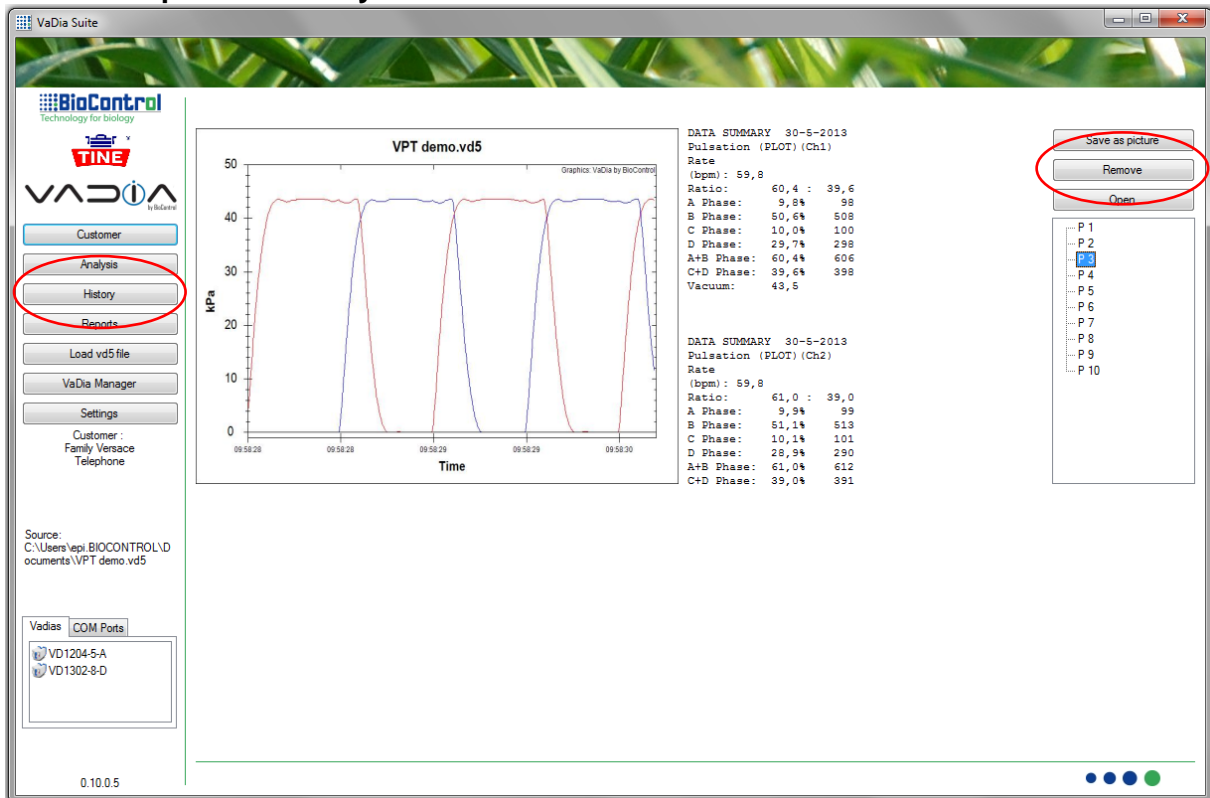 VaDia Suite
BioControl
Technology for biology
TINE
VADIA
by BioControl
Customer
Analysis
History
Reports
Load vd5 file
VaDia Manager
Settings
Customer :
Family Versace
Telephone
Source:
C:\Users\epi.BIOCONTROL\D
ocuments\VPT demo.vd5
Vadias
COM Ports
VD1204-5-A
VD1302-8-D
0.10.0.5
VPT demo.vd5
Graphics: VaDia by BioControl
50
40
30
20
10
0
kPa
09:58:28 09:58:28 09:58:29 09:58:29 09:58:30
Time
DATA SUMMARY 30-5-2013
Pulsation (PLOT)(Ch1)
Rate
(bpm): 59,8
Ratio: 60,4 : 39,6
A Phase: 9,8% 98
B Phase: 50,6% 508
C Phase: 10,0% 100
D Phase: 29,7% 298
A+B Phase: 60,4% 606
C+D Phase: 39,6% 398
Vacuum: 43,5
DATA SUMMARY 30-5-2013
Pulsation (PLOT)(Ch2)
Rate
(bpm): 59,8
Ratio: 61,0 : 39,0
A Phase: 9,9% 99
B Phase: 51,1% 513
C Phase: 10,1% 101
D Phase: 28,9% 290
A+B Phase: 61,0% 612
C+D Phase: 39,0% 391
Save as picture
Remove
Open
P 1
P 2
P 3
P 4
P 5
P 6
P 7
P 8
P 9
P 10